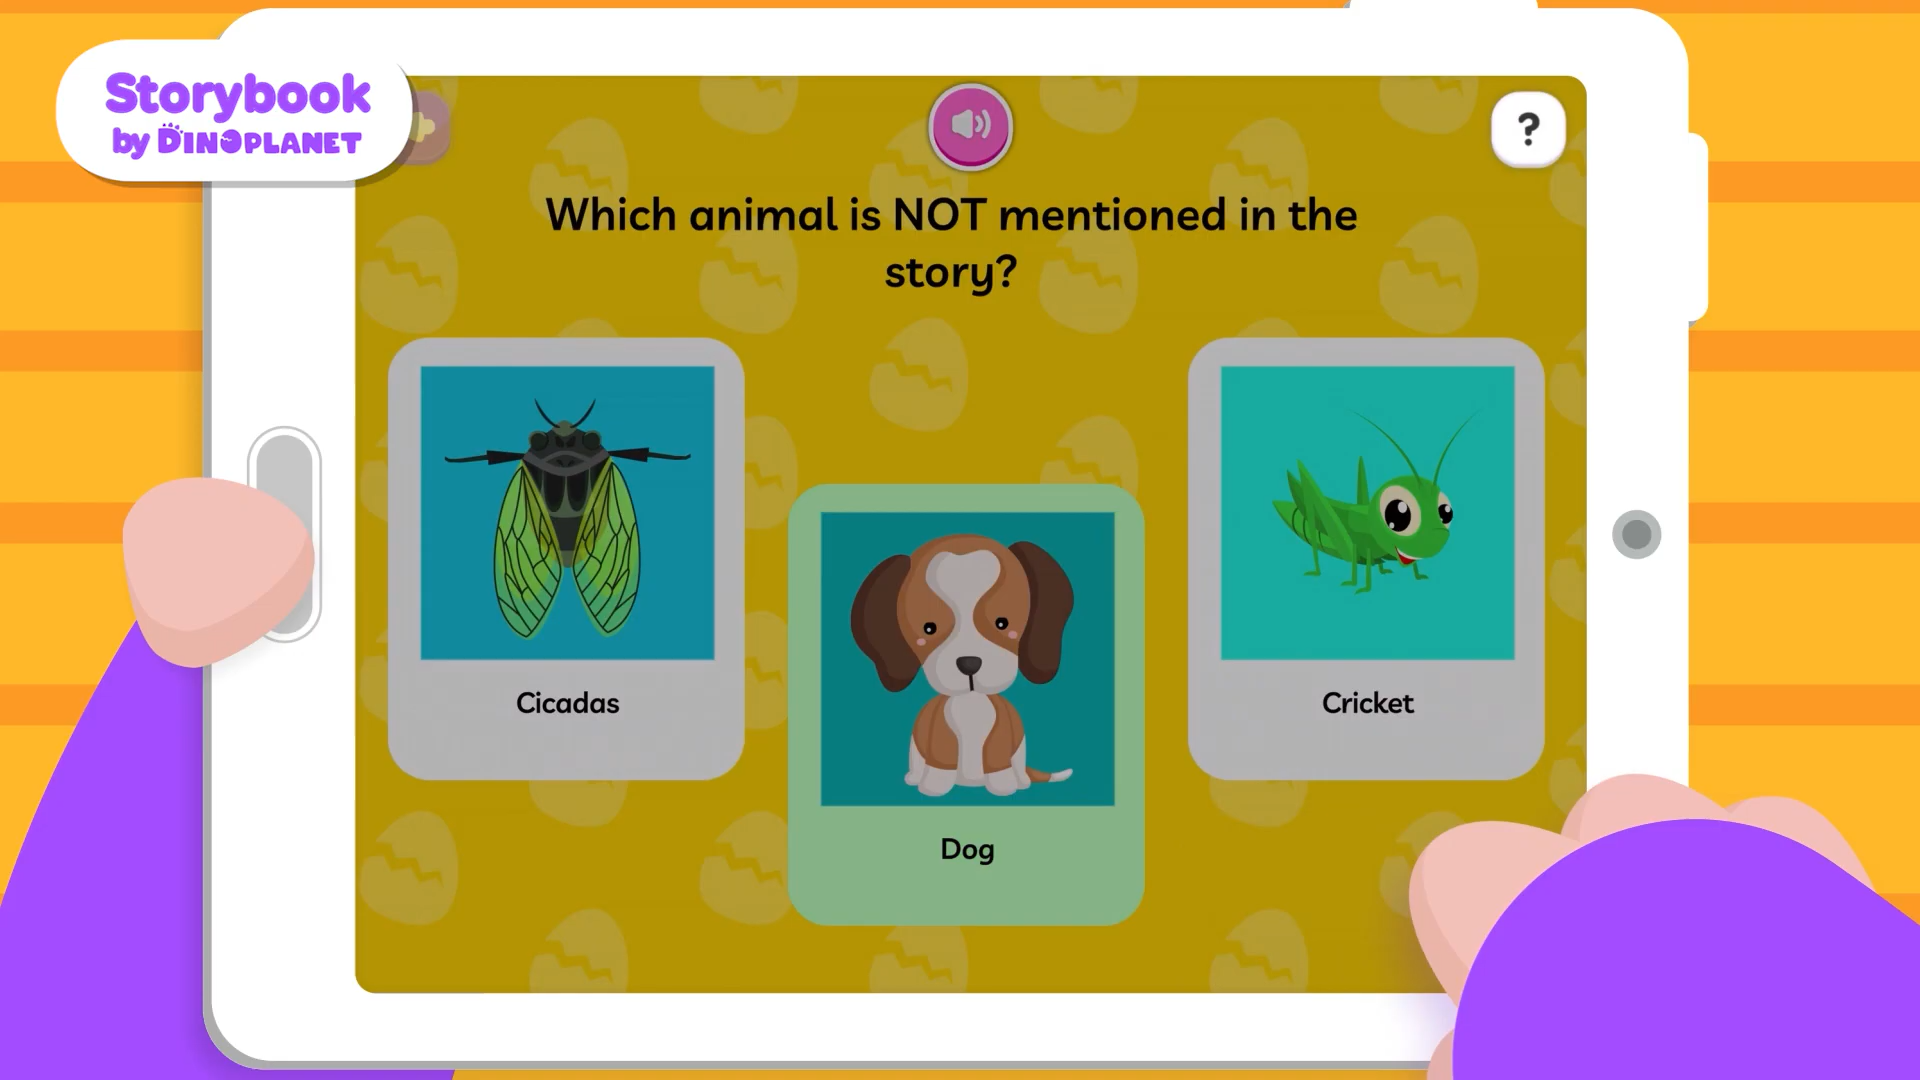 Storybook
by DINOPLANET
?
Which animal is NOT mentioned in the
story?
Cicadas
Dog
Cricket